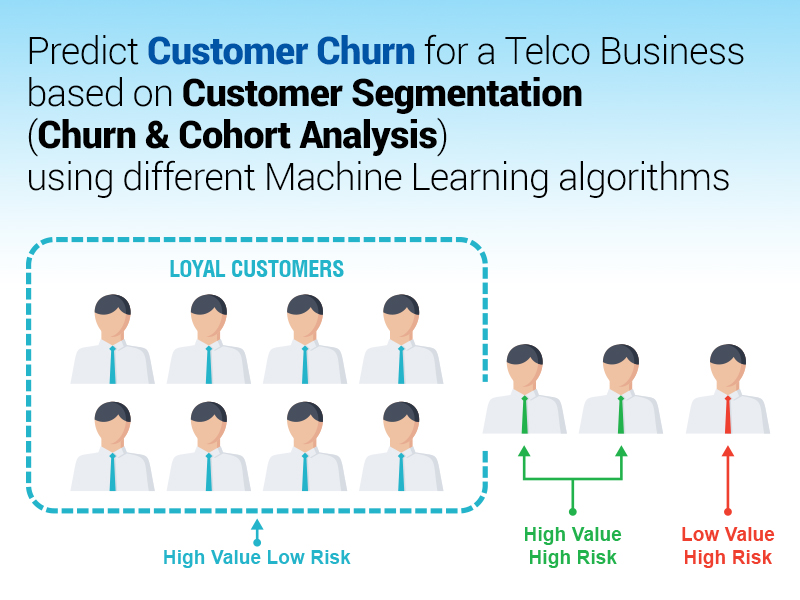 Predict Customer Churn for a Telco Business
based on Customer Segmentation
(Churn & Cohort Analysis)
using different Machine Learning algorithms
LOYAL CUSTOMERS
High Value Low Risk
High Value
High Risk
Low Value
High Risk